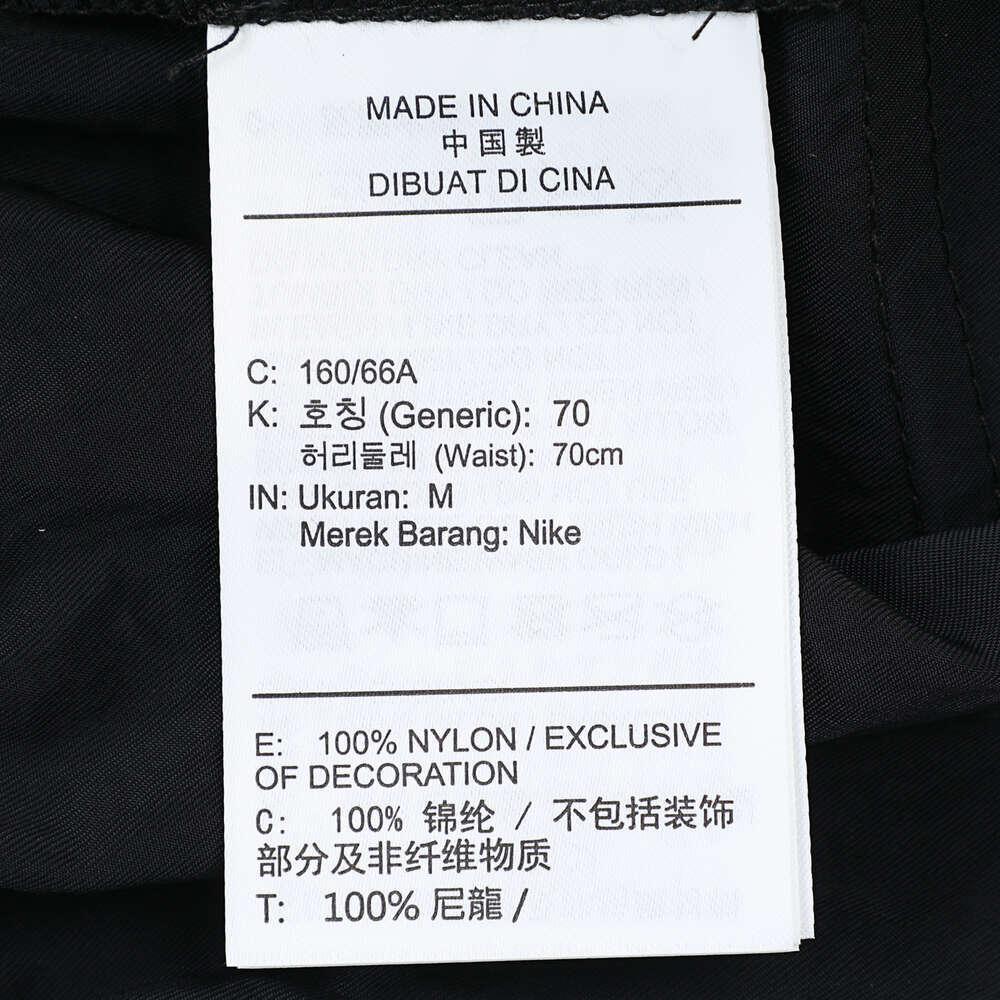 MADE IN CHINA
中国製
DIBUAT DI CINA
C: 160/66A
K: 호칭 (Generic): 70
허리둘레 (Waist): 70cm
IN: Ukuran: M
Merek Barang: Nike
E: 100% NYLON / EXCLUSIVE
OF DECORATION
C: 100% 锦纶 / 不包括装饰
部分及非纤维物质
T: 100% 尼龍 /